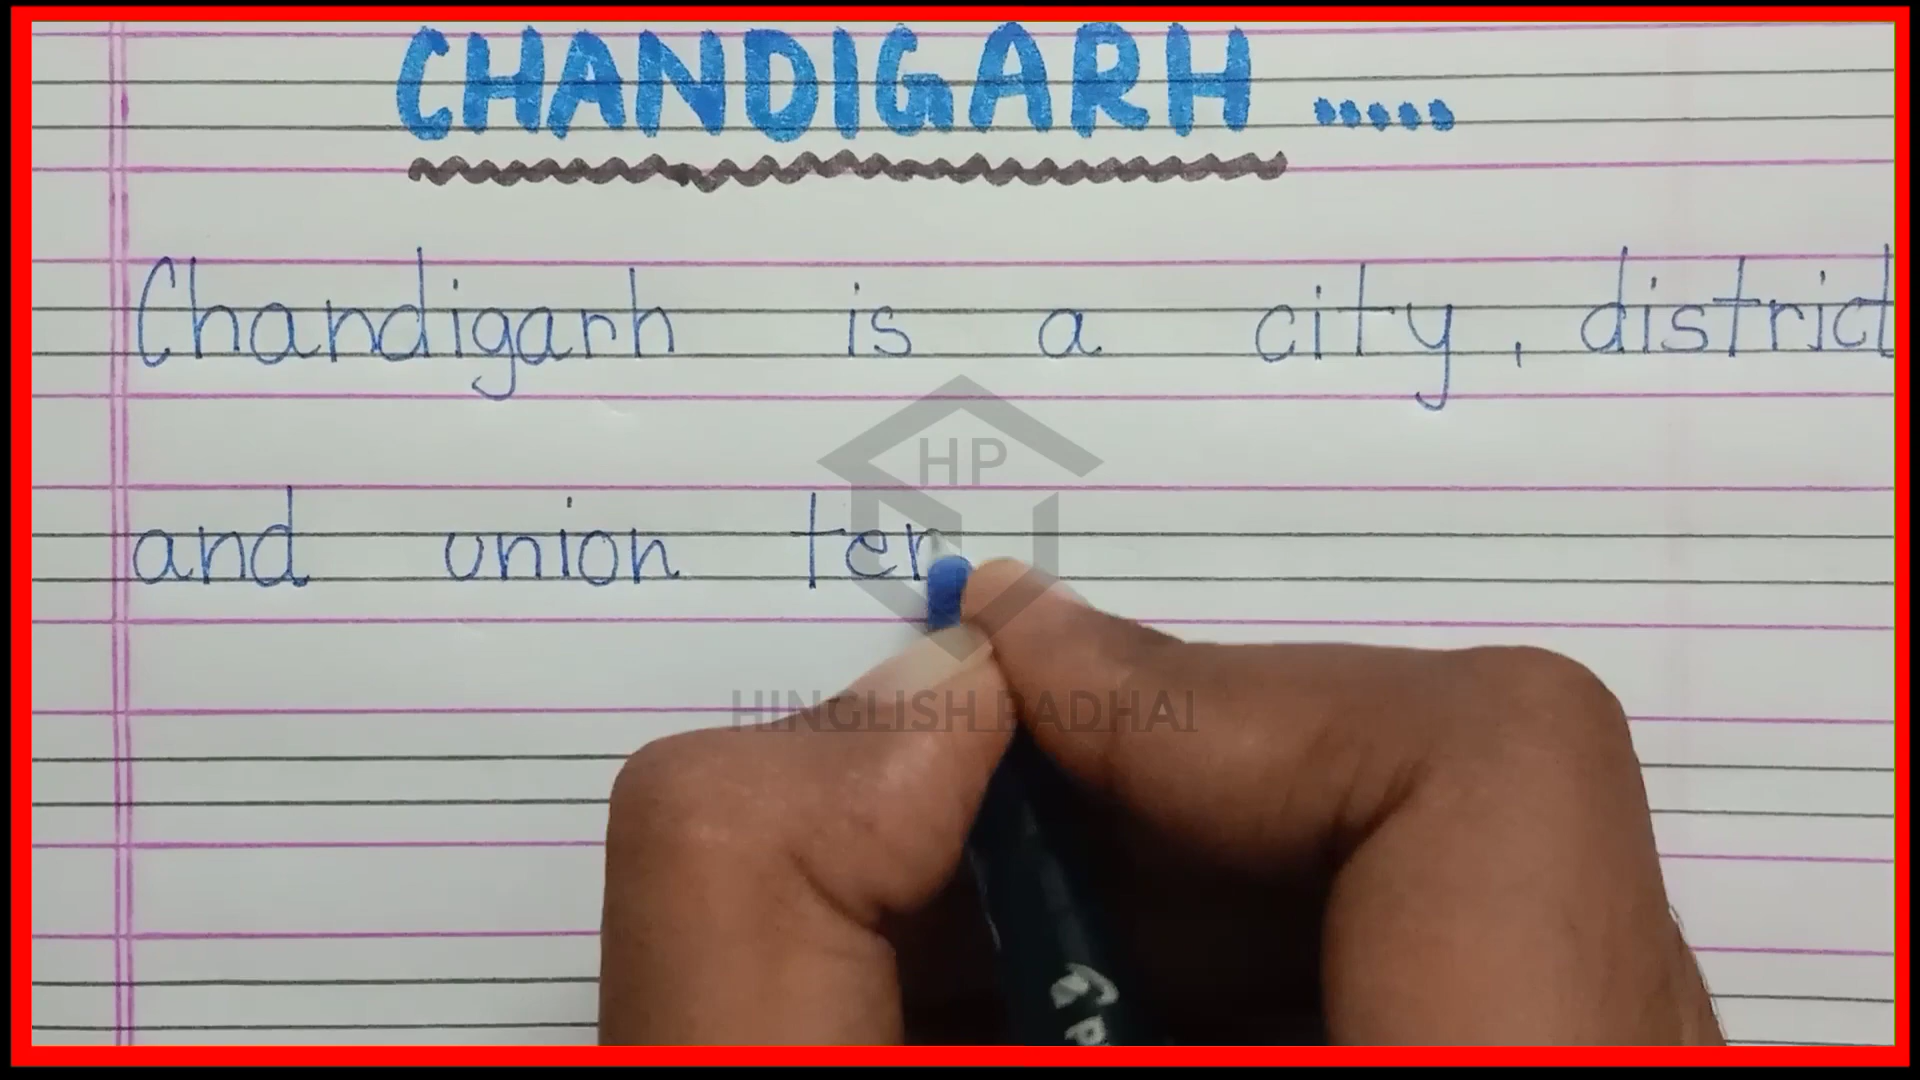 CHANDIGARH .....
Chandigarh is a city, district
and union ter
HP
HINGLISH PADHAI